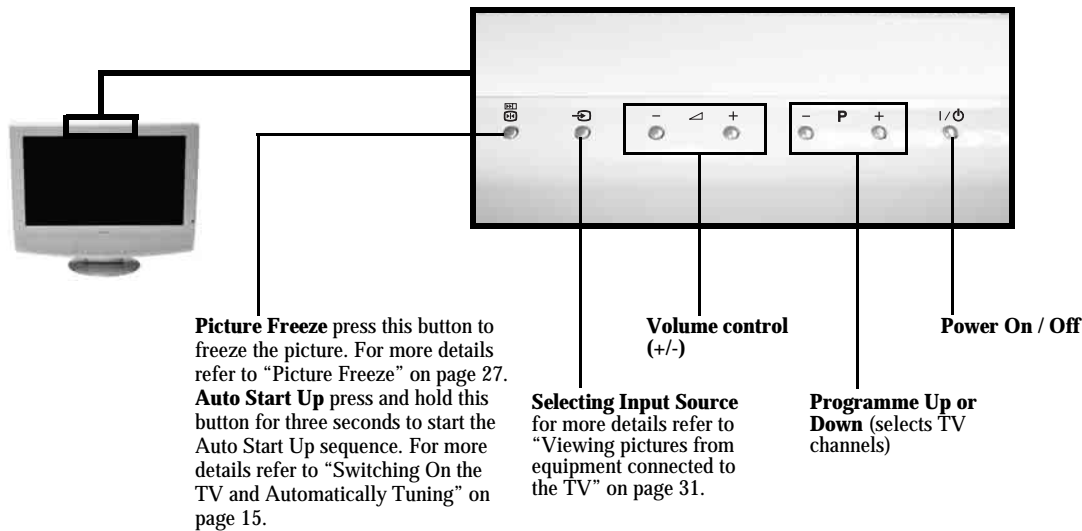 - +
- P +
I/⏻
Picture Freeze press this button to
freeze the picture. For more details
refer to “Picture Freeze” on page 27.
Auto Start Up press and hold this
button for three seconds to start the
Auto Start Up sequence. For more
details refer to “Switching On the
TV and Automatically Tuning” on
page 15.
Selecting Input Source
for more details refer to
“Viewing pictures from
equipment connected to
the TV” on page 31.
Volume control
(+/-)
Programme Up or
Down (selects TV
channels)
Power On / Off